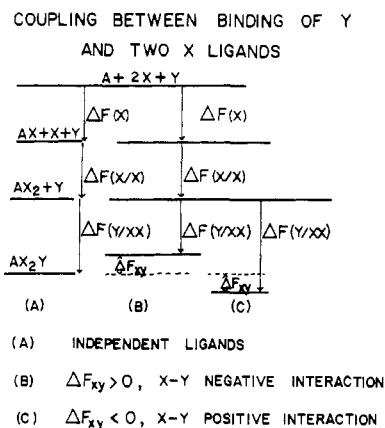 COUPLING BETWEEN BINDING OF Y
AND TWO X LIGANDS
A+ 2X+Y
ΔF(X) ΔF(X)
AX+X+Y
ΔF(X/X) ΔF(X/X)
AX₂+Y
ΔF(Y/XX) ΔF(Y/XX) ΔF(Y/XX)
AX₂Y ΔFxy
ΔFxy
(A) (B) (C)
(A) INDEPENDENT LIGANDS
(B) ΔFxy>0, X-Y NEGATIVE INTERACTION
(C) ΔFxy<0, X-Y POSITIVE INTERACTION